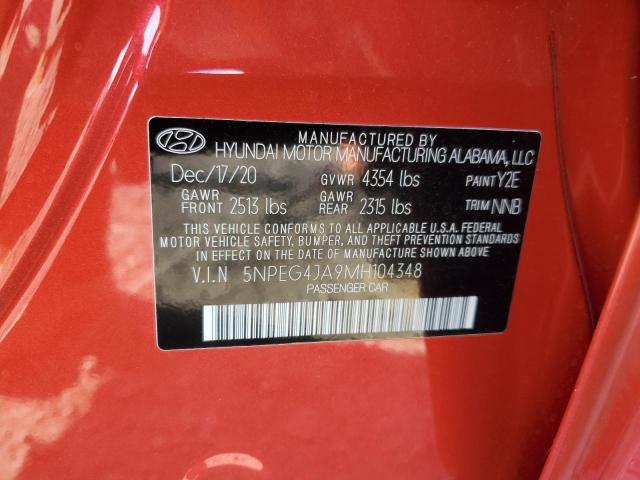 MANUFACTURED BY
HYUNDAI MOTOR MANUFACTURING ALABAMA, LLC
Dec/17/20 GVWR 4354 lbs PAINT Y2E
GAWR FRONT 2513 lbs GAWR REAR 2315 lbs TRIM NNB
THIS VEHICLE CONFORMS TO ALL APPLICABLE U.S.A. FEDERAL
MOTOR VEHICLE SAFETY, BUMPER, AND THEFT PREVENTION STANDARDS
IN EFFECT ON THE DATE OF MANUFACTURE SHOWN ABOVE.
V.I.N 5NPEG4JA9MH104348
PASSENGER CAR